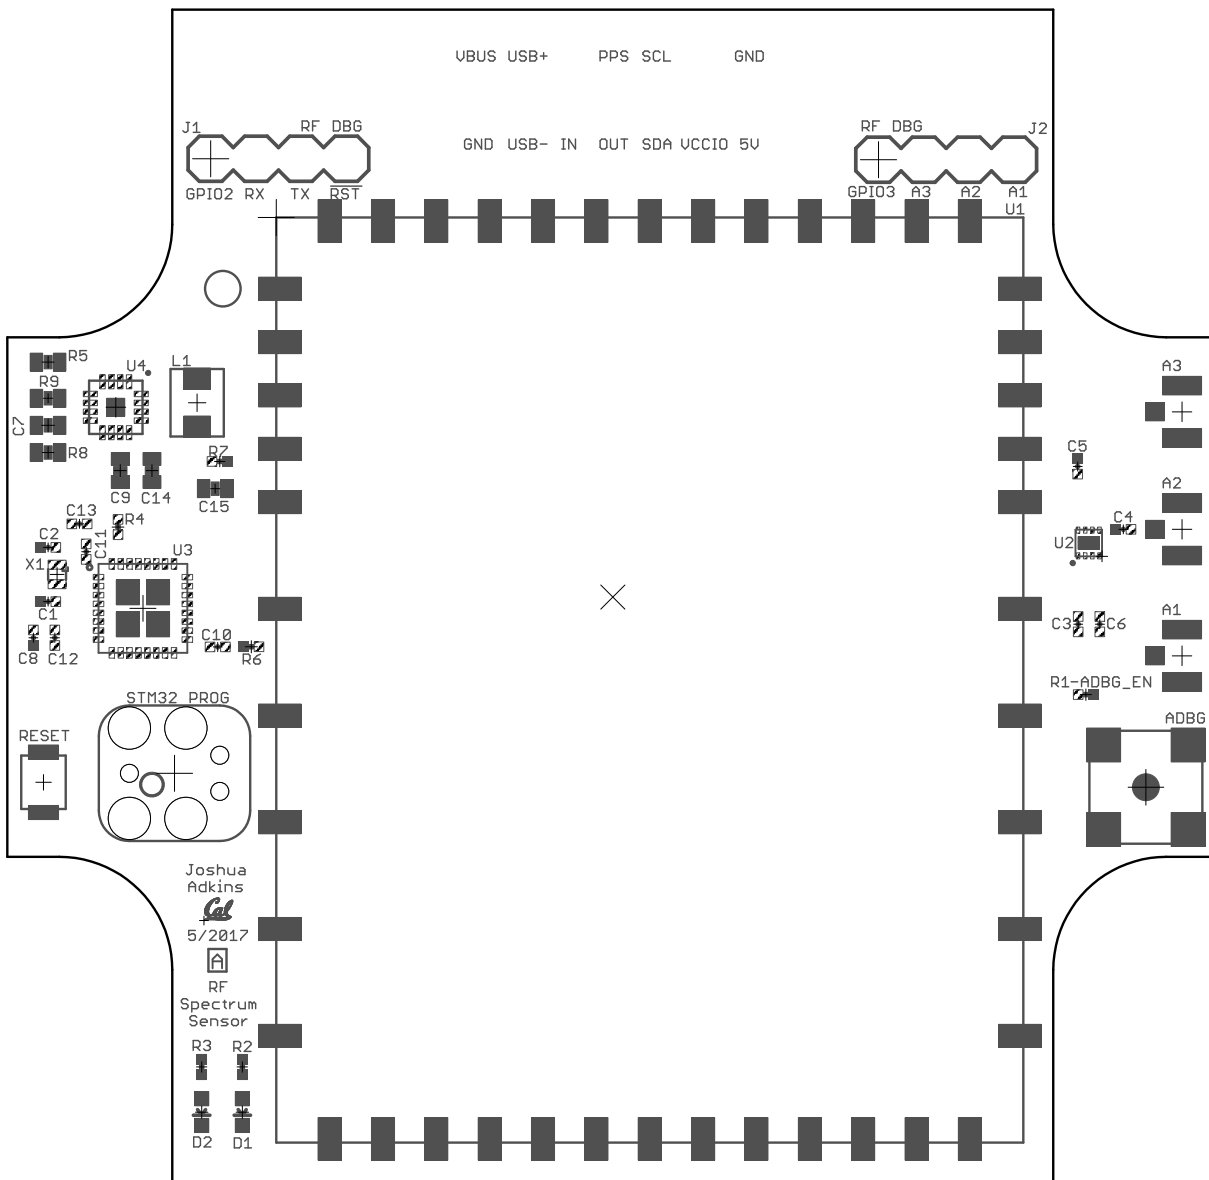 VBUS USB+ PPS SCL GND
J1 RF DBG
RF DBG J2
GND USB- IN OUT SDA VCCIO 5V
GPIO2 RX TX RST
GPIO3 A3 A2 A1
U1
R5
U4
L1
A3
R9
C7
R8
C5
R7
C9 C14
C15
A2
C13
R4
C4
C2
C11
U3
U2
X1
C1
C3 C6
A1
C10
C8 C12
R6
R1-ADBG_EN
STM32 PROG
ADBG
RESET
Joshua
Adkins
Cal
5/2017
A
RF
Spectrum
Sensor
R3 R2
D2 D1